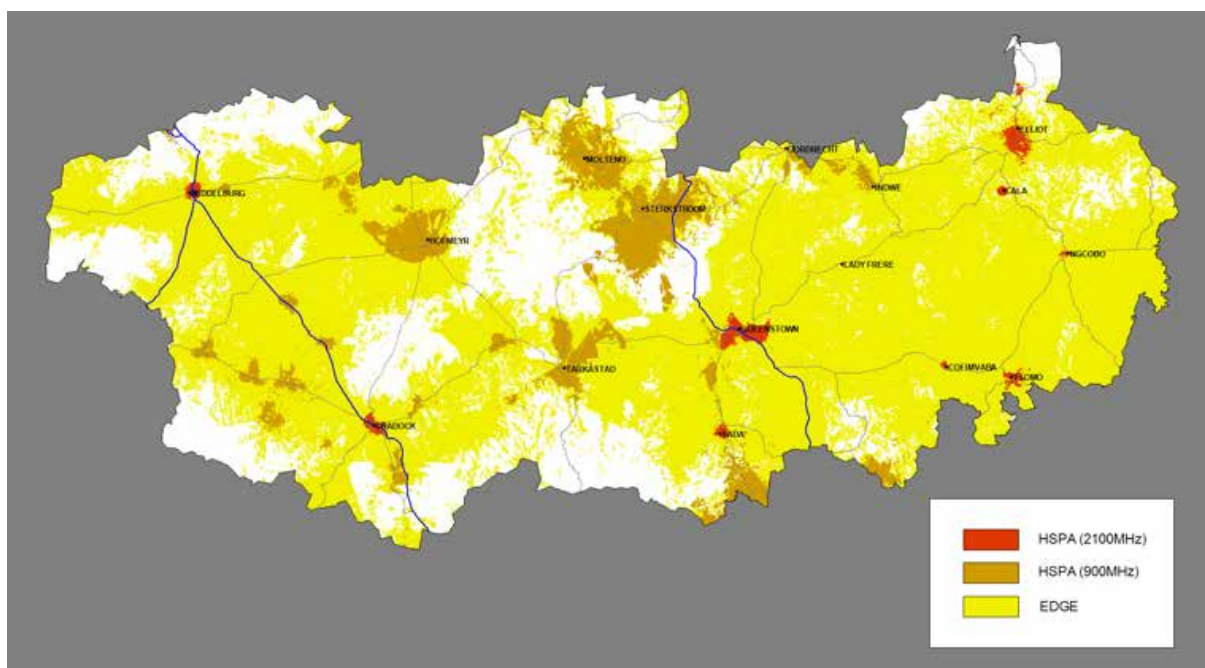 ELLIOT
DORDRECHT
MOLTENO
INDWE
CALA
MIDDELBURG
STERKSTROOM
HOFMEYR
NGCOBO
LADY FRERE
QUEENSTOWN
COFIMVABA
TARKASTAD
TSOMO
CRADOCK
SADA
HSPA (2100MHz)
HSPA (900MHz)
EDGE